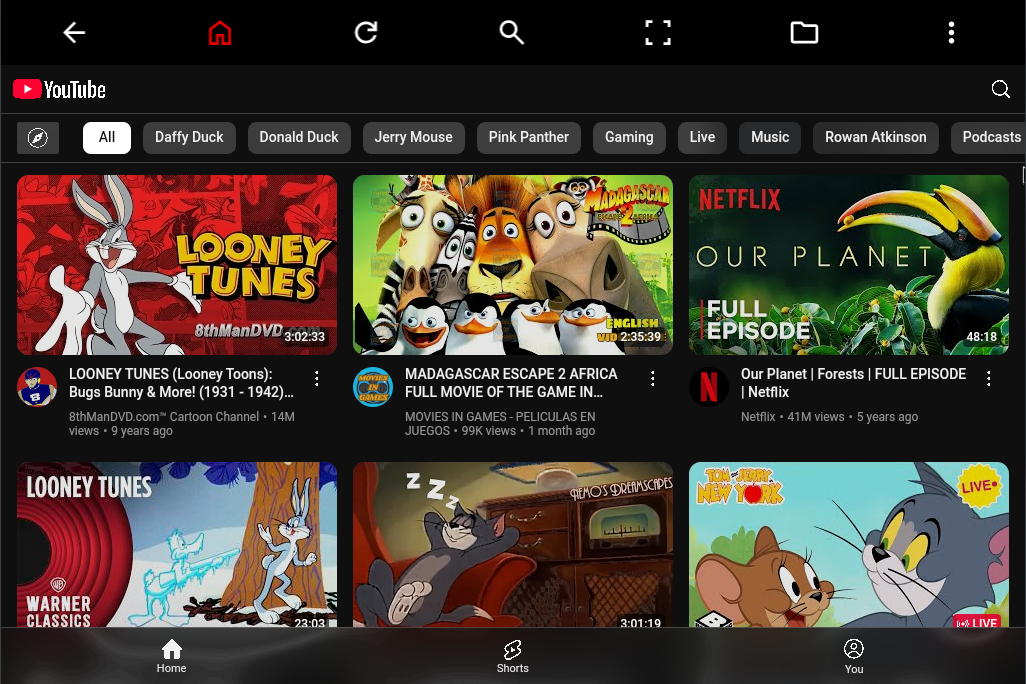 YouTube
All
Daffy Duck
Donald Duck
Jerry Mouse
Pink Panther
Gaming
Live
Music
Rowan Atkinson
Podcasts
LOONEY
TUNES
8thManDVD.com
3:02:33
MADAGASCAR
ESCAPE 2 AFRICA
ENGLISH
VID 2:35:39
NETFLIX
OUR PLANET
FULL
EPISODE
48:18
LOONEY TUNES (Looney Toons):
Bugs Bunny & More! (1931 - 1942)...
8thManDVD.com™ Cartoon Channel • 14M
views • 9 years ago
MOVIES
IN
GAMES
MADAGASCAR ESCAPE 2 AFRICA
FULL MOVIE OF THE GAME IN...
MOVIES IN GAMES - PELICULAS EN
JUEGOS • 99K views • 1 month ago
N
Our Planet | Forests | FULL EPISODE
| Netflix
Netflix • 41M views • 5 years ago
LOONEY TUNES
WB
WARNER
CLASSICS
23:03
Z Z Z
HEMO'S DREAMSCAPES
3:01:19
TOM AND JERRY
NEW YORK
LIVE
LIVE
Home
Shorts
You